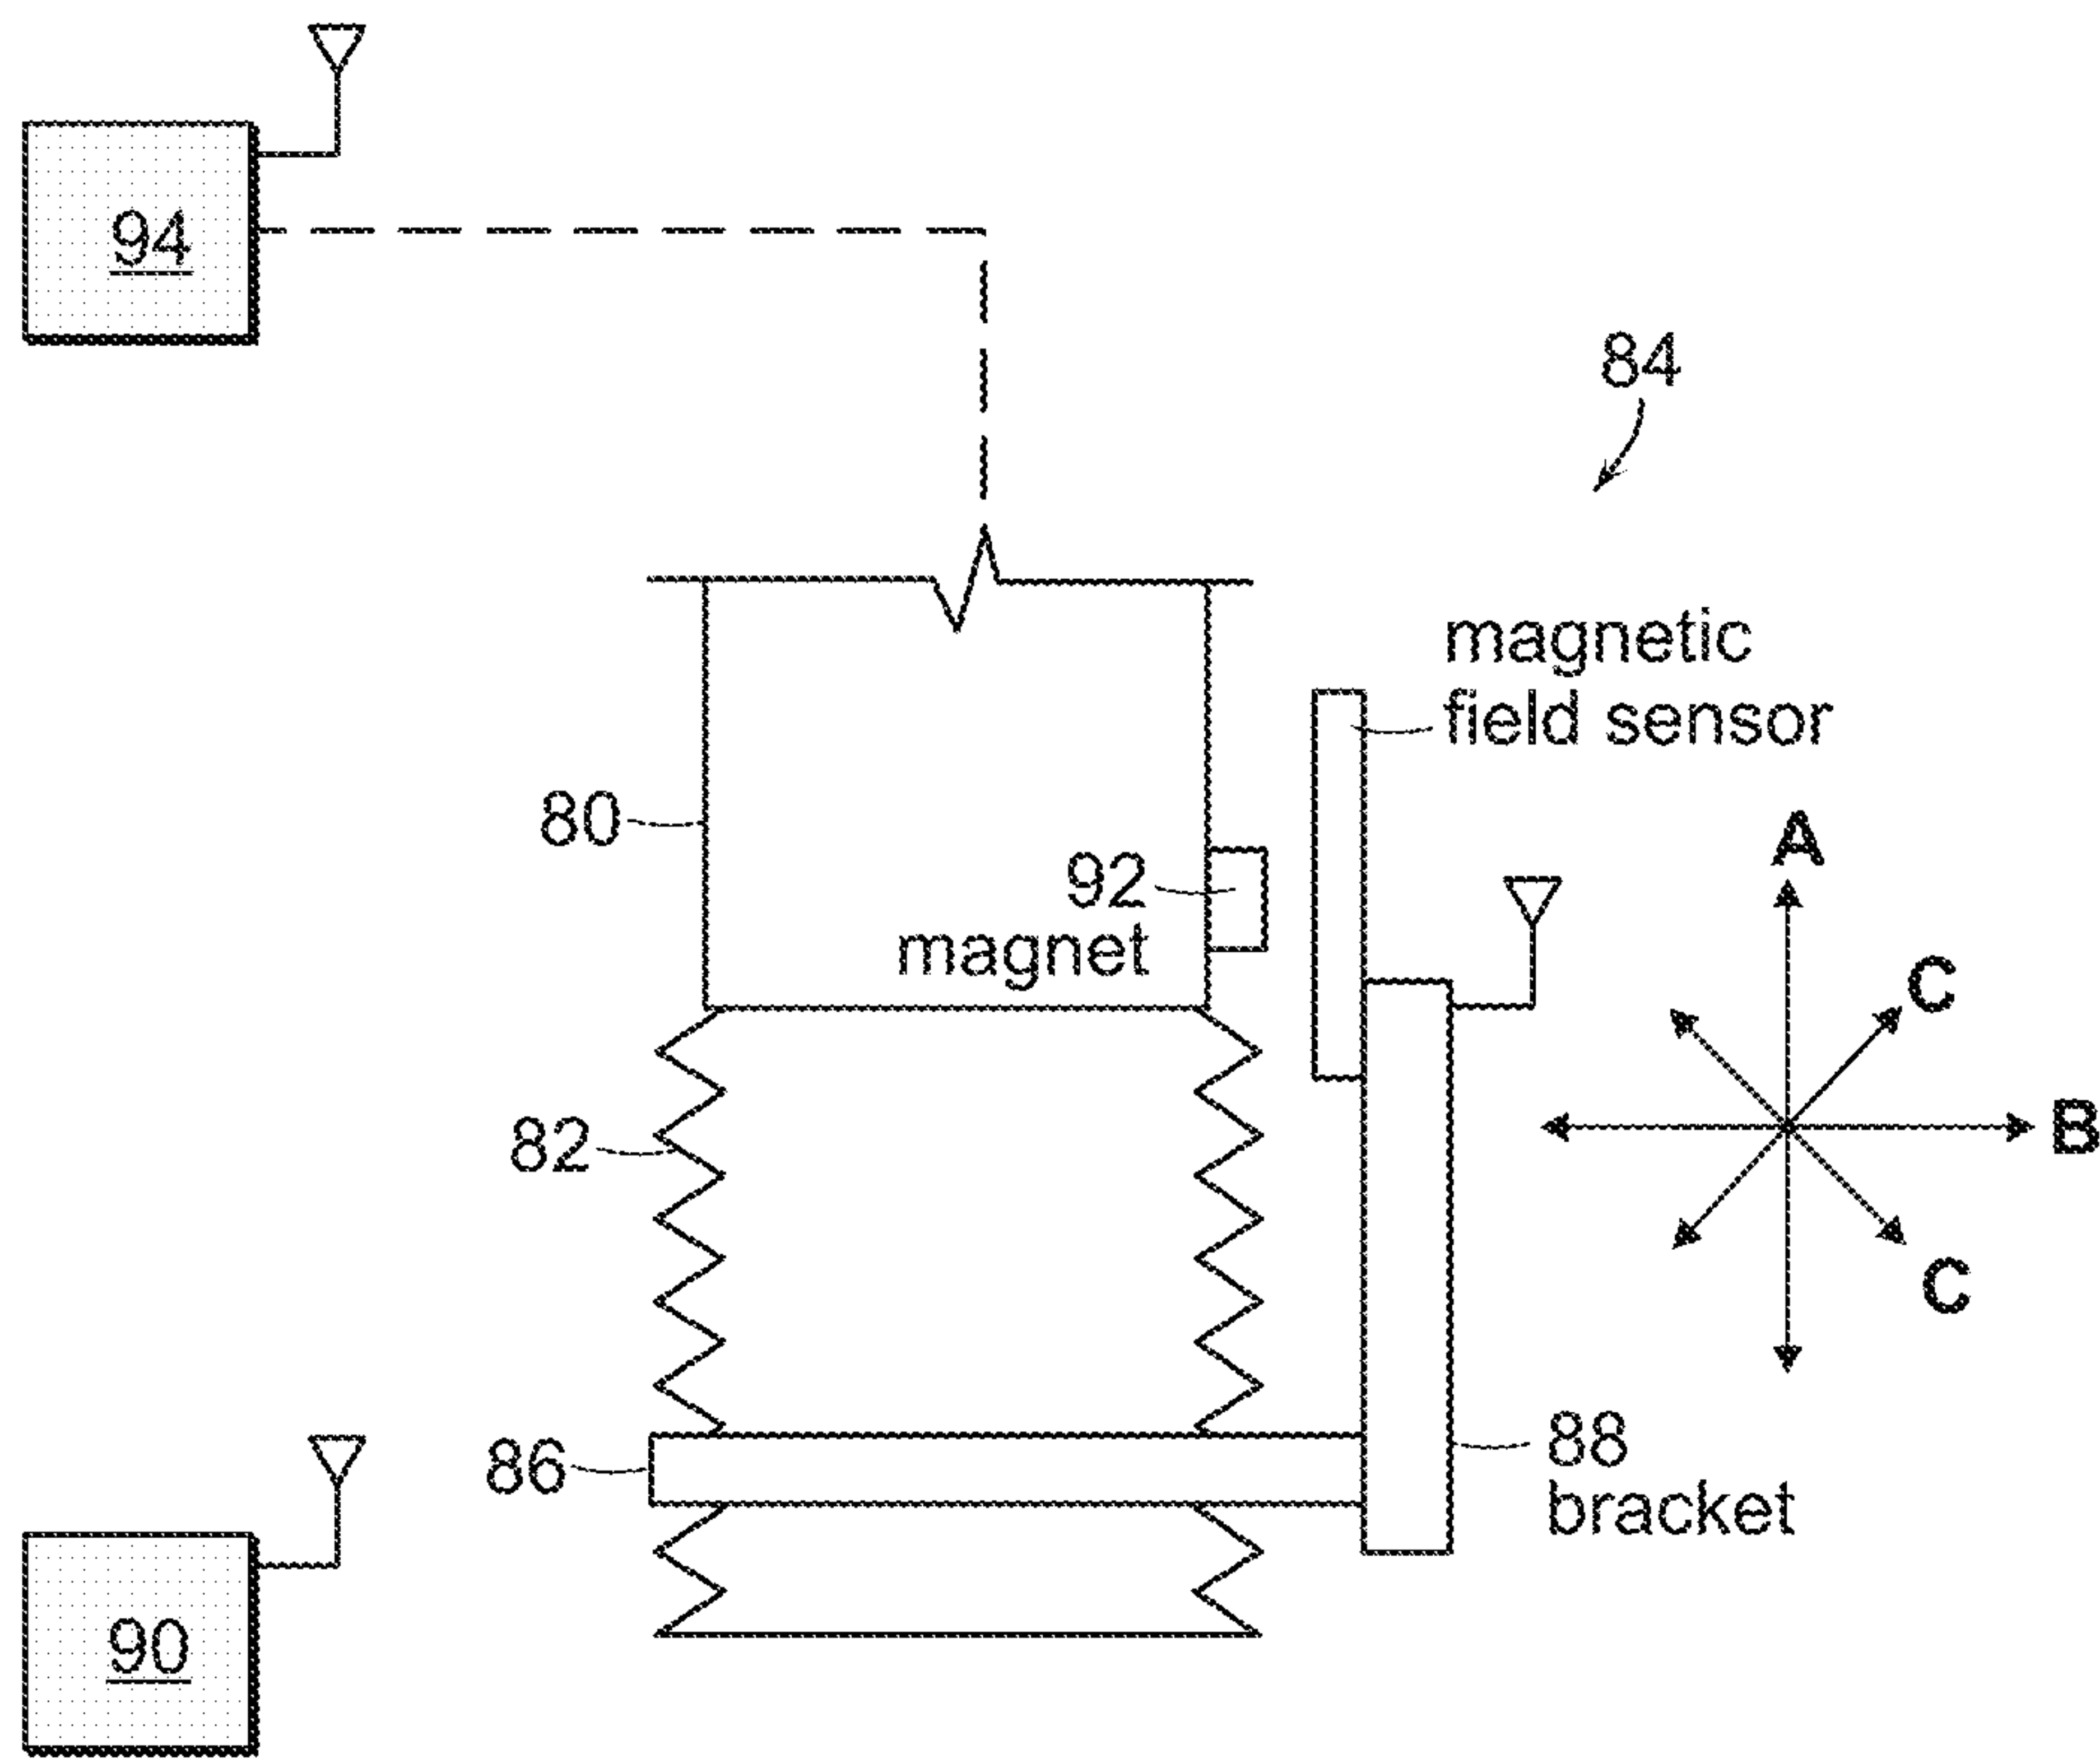 94
84
magnetic
field sensor
80
A
92
magnet
C
82
B
C
86
88
bracket
90